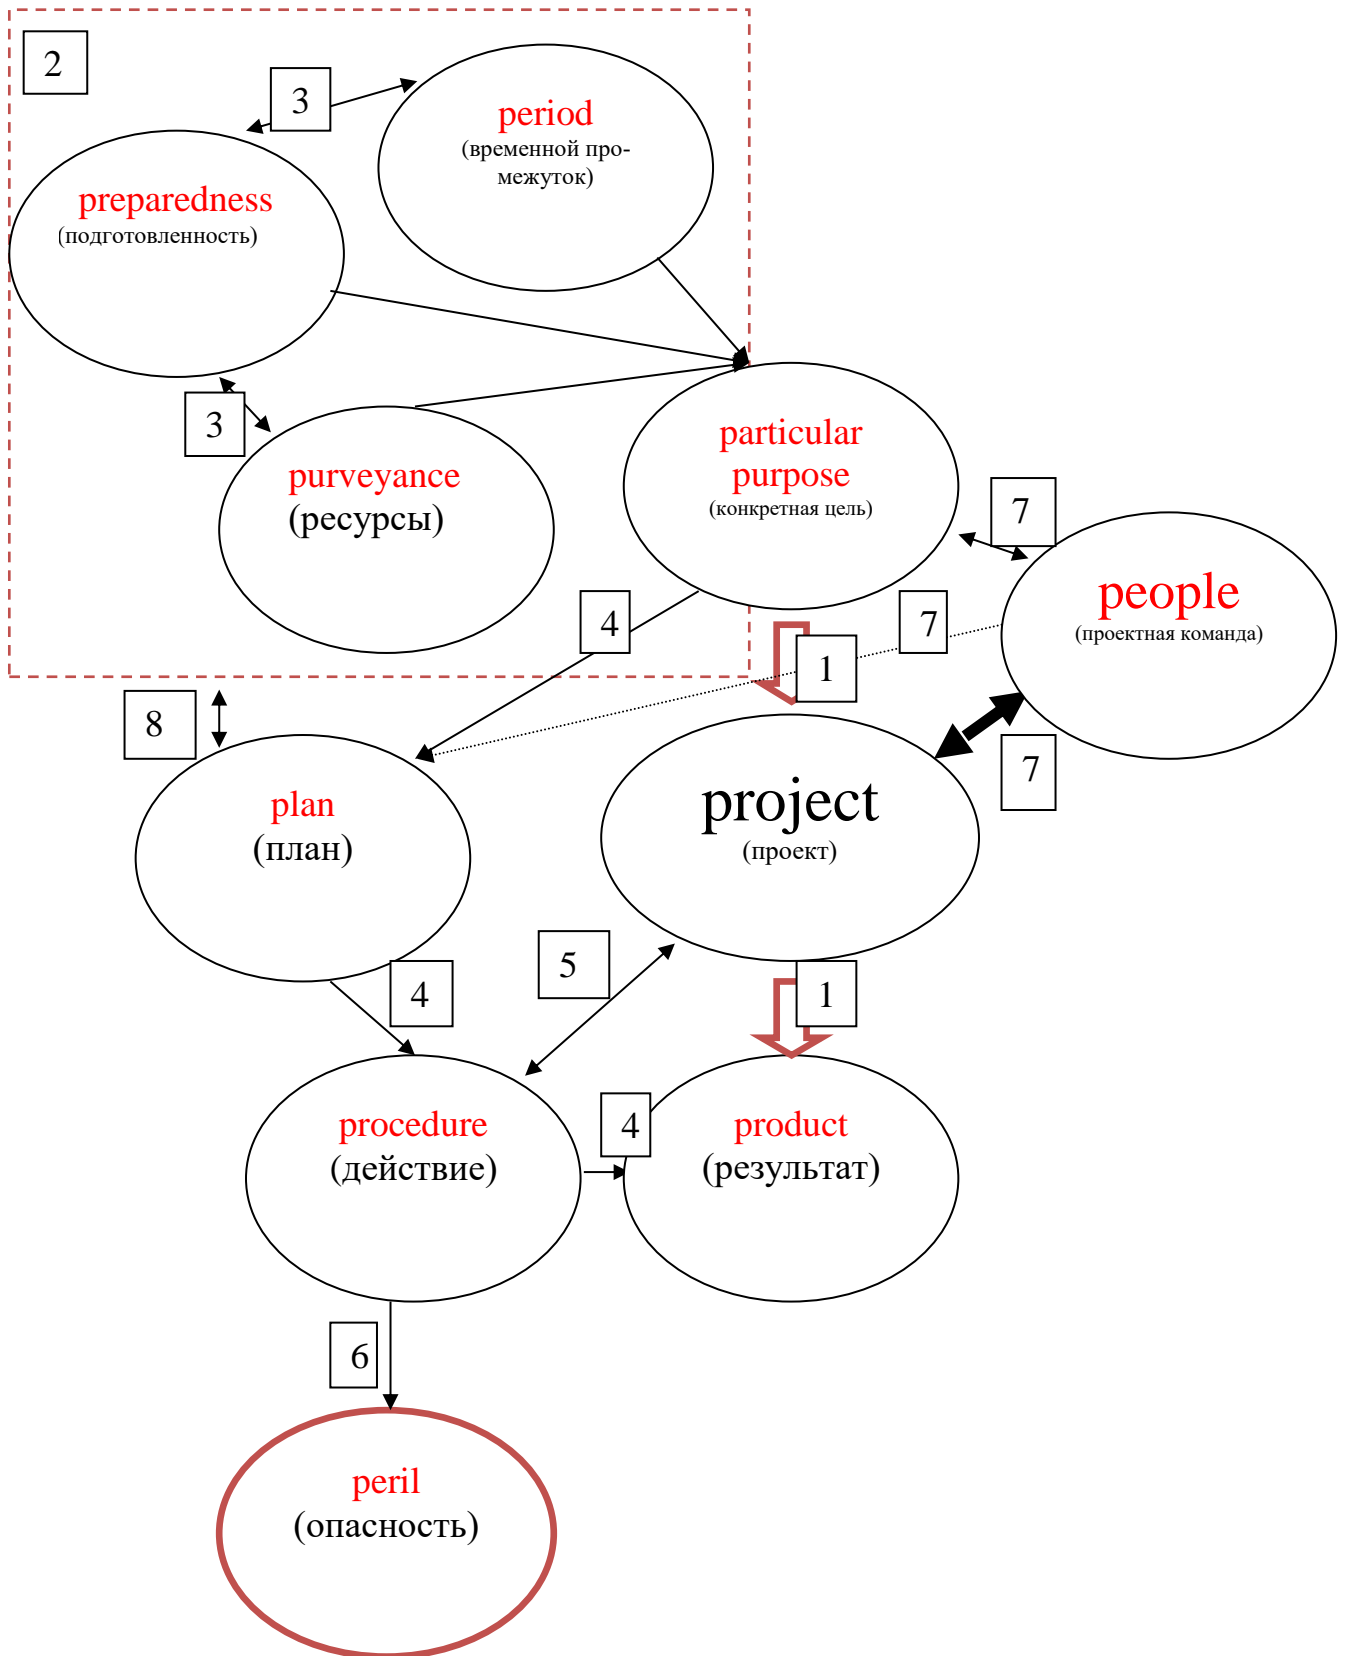 2
3
period
(временной про-
межуток)
preparedness
(подготовленность)
3
purveyance
(ресурсы)
particular
purpose
(конкретная цель)
7
people
(проектная команда)
4
7
1
8
7
plan
(план)
project
(проект)
5
4
1
procedure
(действие)
4
product
(результат)
6
peril
(опасность)